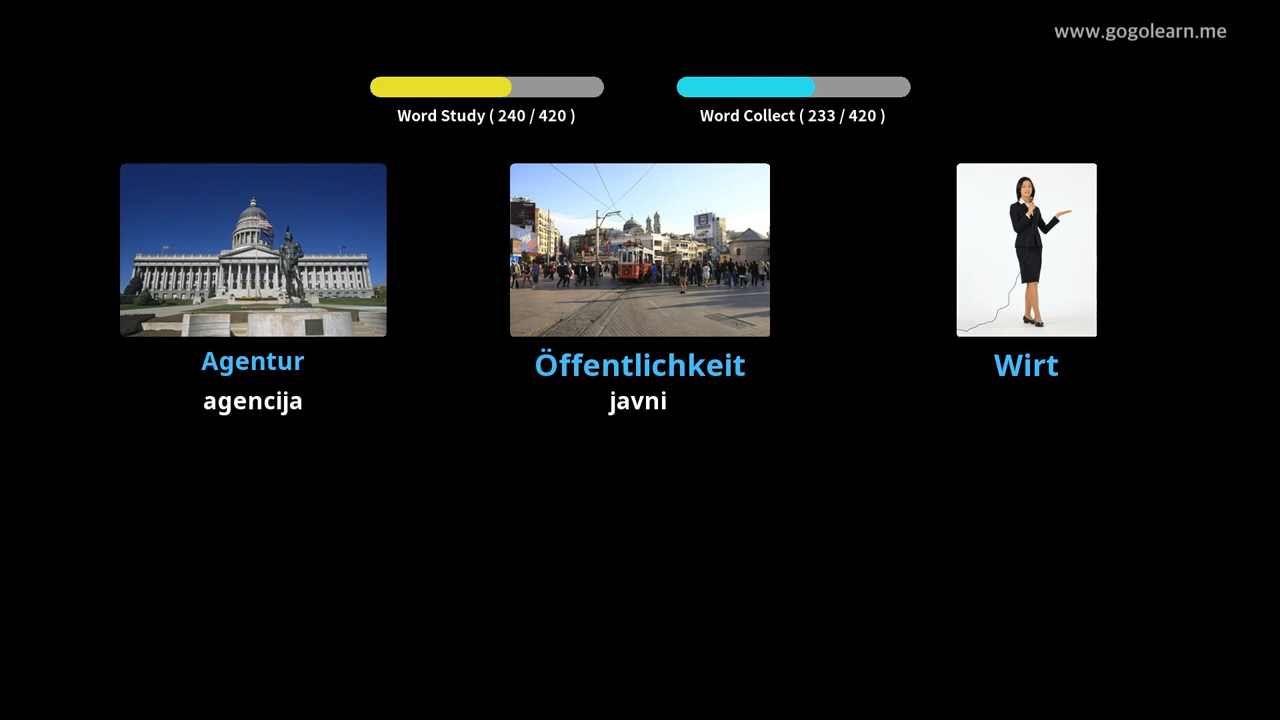 www.gogolearn.me
Word Study ( 240 / 420 )
Word Collect ( 233 / 420 )
Agentur
Öffentlichkeit
Wirt
agencija
javni